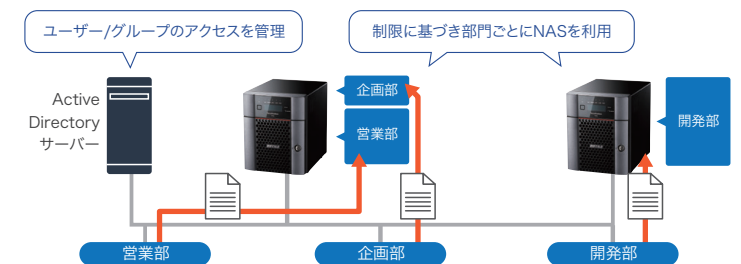 ユーザー/グループのアクセスを管理
制限に基づき部門ごとにNASを利用
Active
Directory
サーバー
企画部
営業部
開発部
BUFFALO
BUFFALO
営業部
企画部
開発部